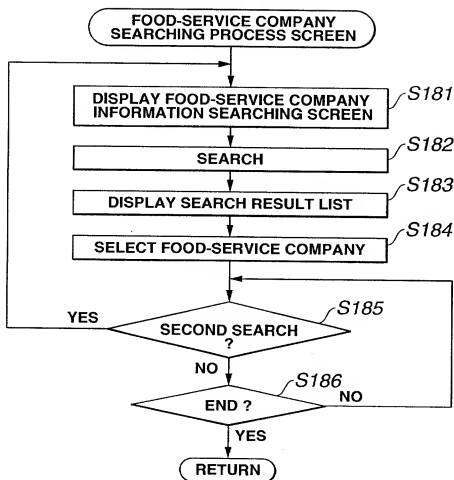 FOOD-SERVICE COMPANY
SEARCHING PROCESS SCREEN
S181
DISPLAY FOOD-SERVICE COMPANY
INFORMATION SEARCHING SCREEN
S182
SEARCH
S183
DISPLAY SEARCH RESULT LIST
S184
SELECT FOOD-SERVICE COMPANY
S185
YES
SECOND SEARCH
?
NO
S186
END ?
NO
YES
RETURN